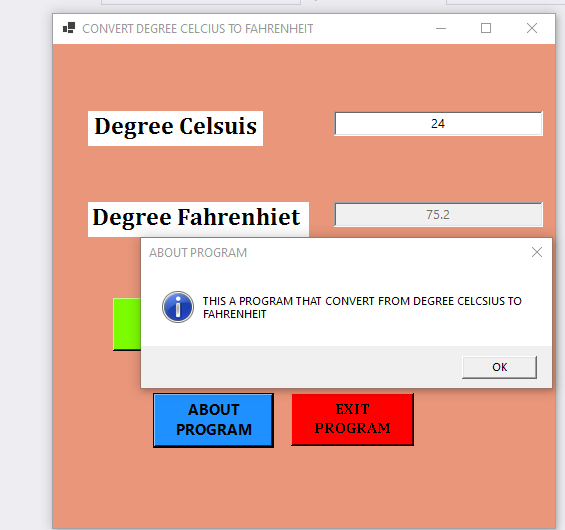 CONVERT DEGREE CELCIUS TO FAHRENHEIT
Degree Celsuis
24
Degree Fahrenhiet
75.2
ABOUT PROGRAM
THIS A PROGRAM THAT CONVERT FROM DEGREE CELCSIUS TO
FAHRENHEIT
OK
ABOUT
PROGRAM
EXIT
PROGRAM